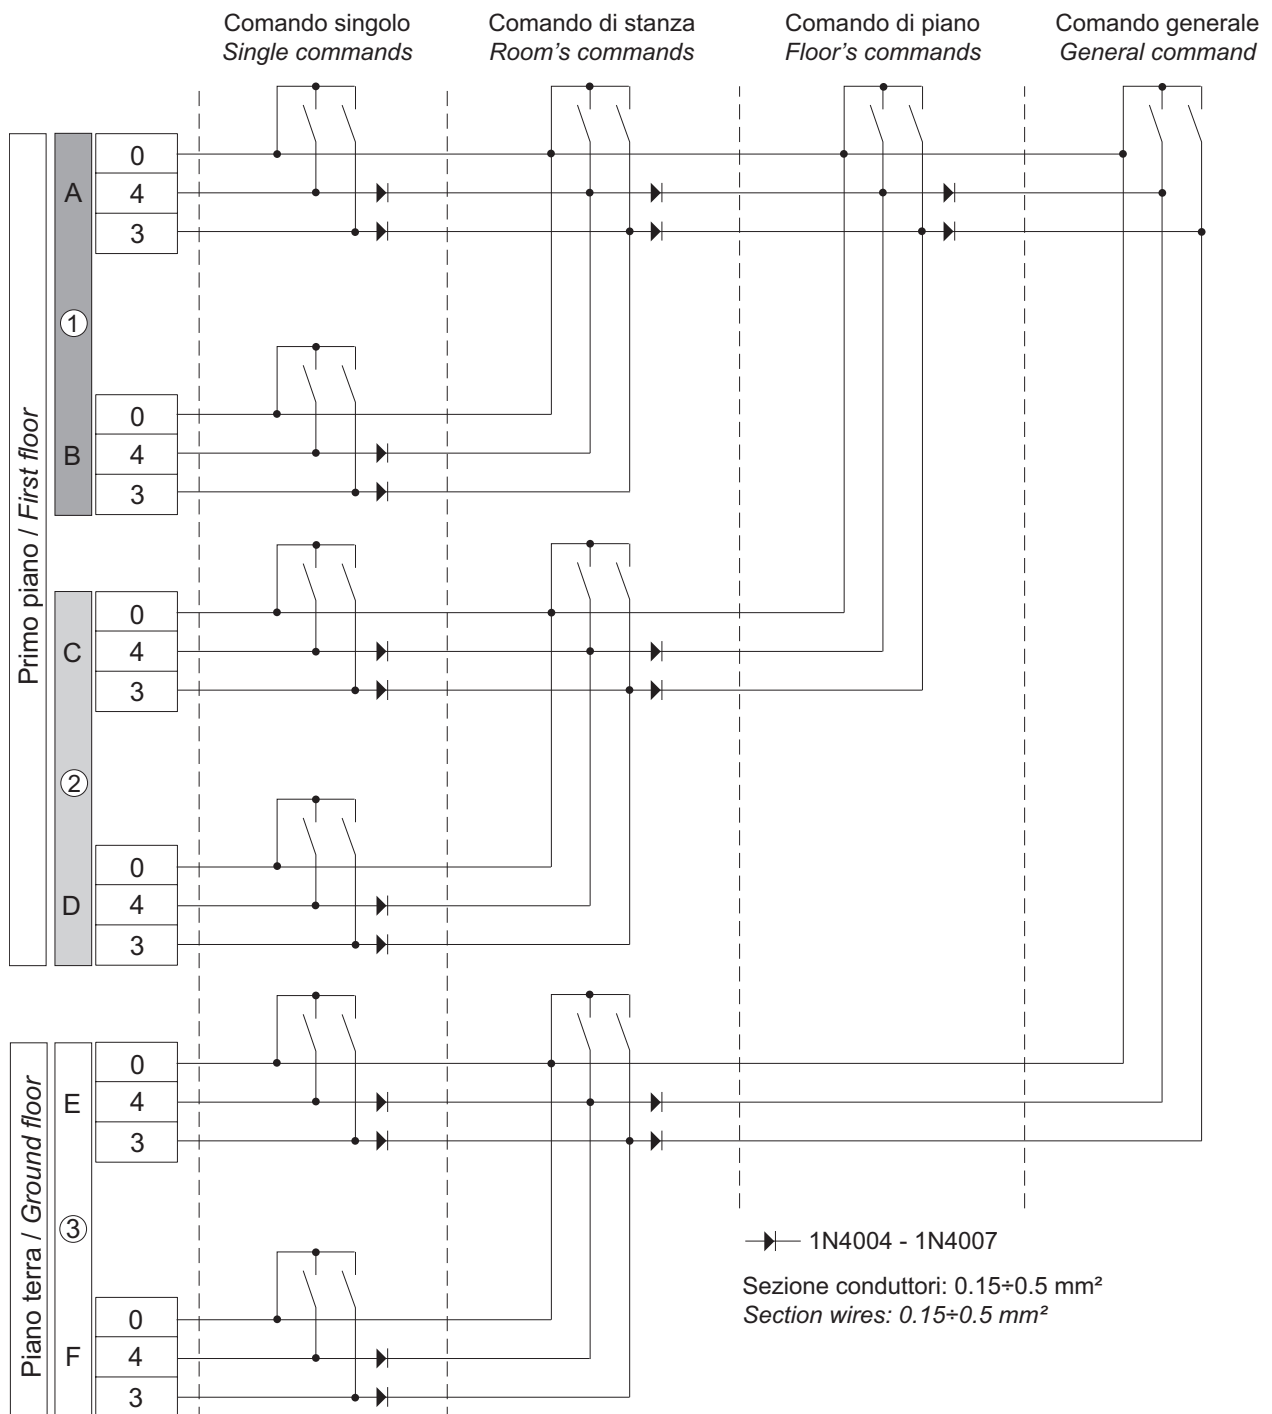 Comando singolo
Single commands
Comando di stanza
Room's commands
Comando di piano
Floor's commands
Comando generale
General command
Primo piano / First floor
A
0
4
3
1
B
0
4
3
C
0
4
3
2
D
0
4
3
Piano terra / Ground floor
E
0
4
3
3
F
0
4
3
1N4004 - 1N4007
Sezione conduttori: 0.15÷0.5 mm²
Section wires: 0.15÷0.5 mm²